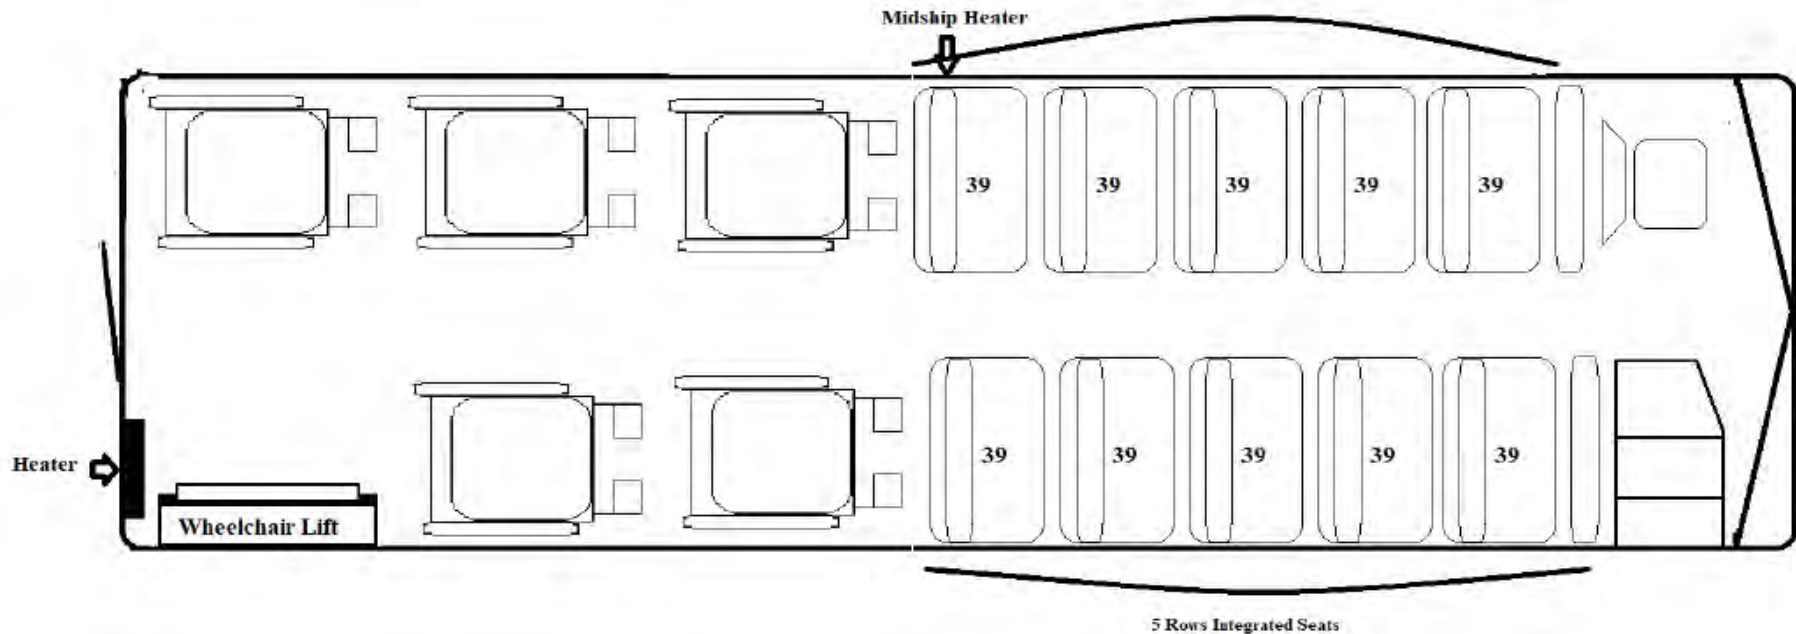 Midship Heater
39 39 39 39 39
39 39 39 39 39
Heater
Wheelchair Lift
5 Rows Integrated Seats